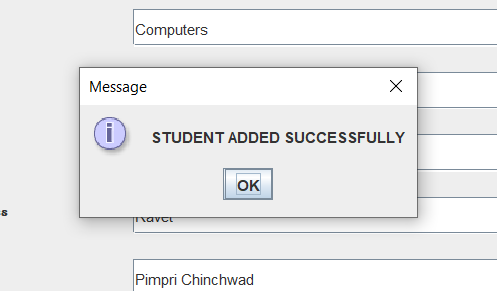 Computers
Message
STUDENT ADDED SUCCESSFULLY
OK
Ravet
Pimpri Chinchwad